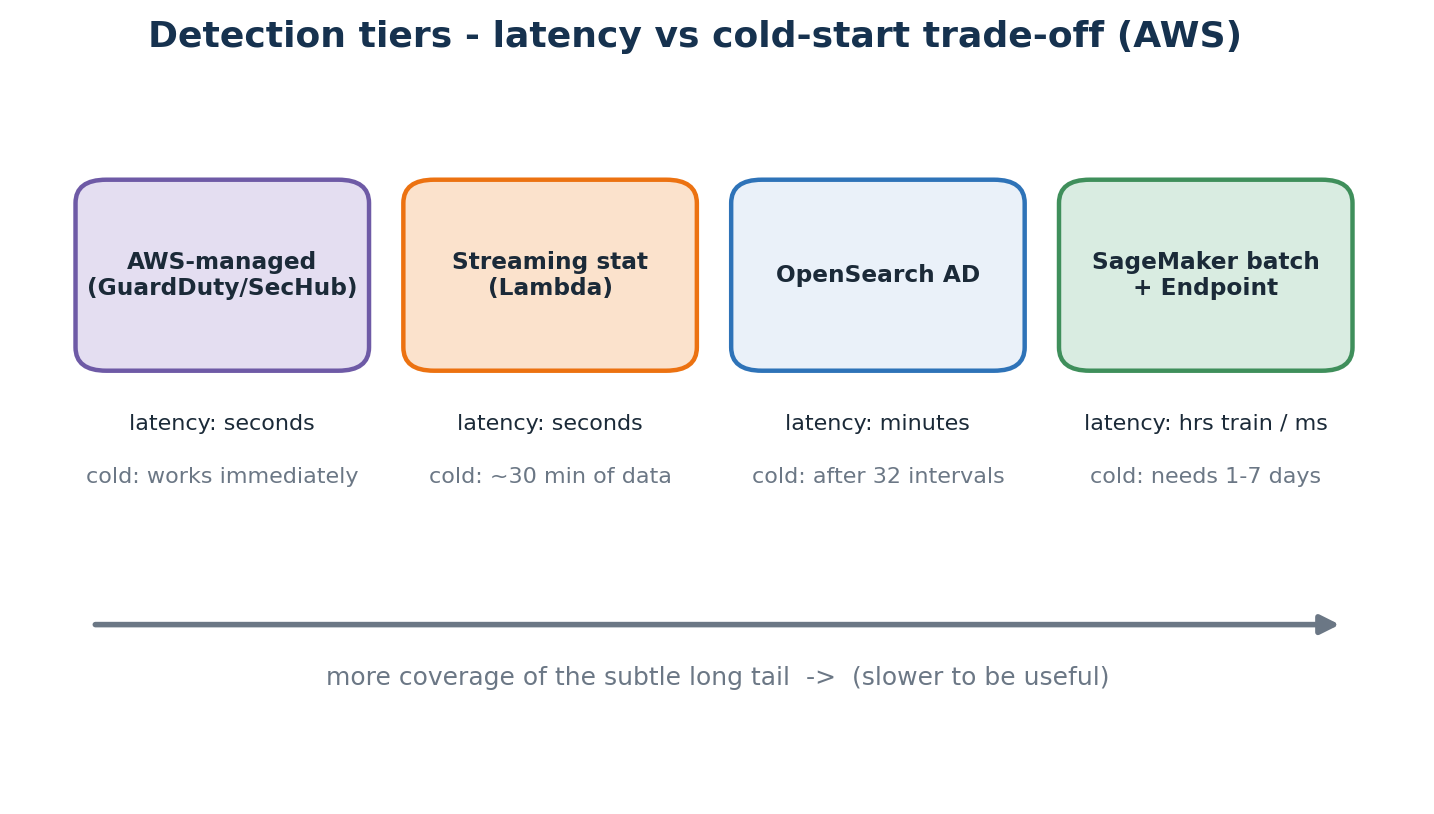 Detection tiers - latency vs cold-start trade-off (AWS)
AWS-managed
(GuardDuty/SecHub)
Streaming stat
(Lambda)
OpenSearch AD
SageMaker batch
+ Endpoint
latency: seconds
latency: seconds
latency: minutes
latency: hrs train / ms
cold: works immediately
cold: ~30 min of data
cold: after 32 intervals
cold: needs 1-7 days
more coverage of the subtle long tail  ->  (slower to be useful)